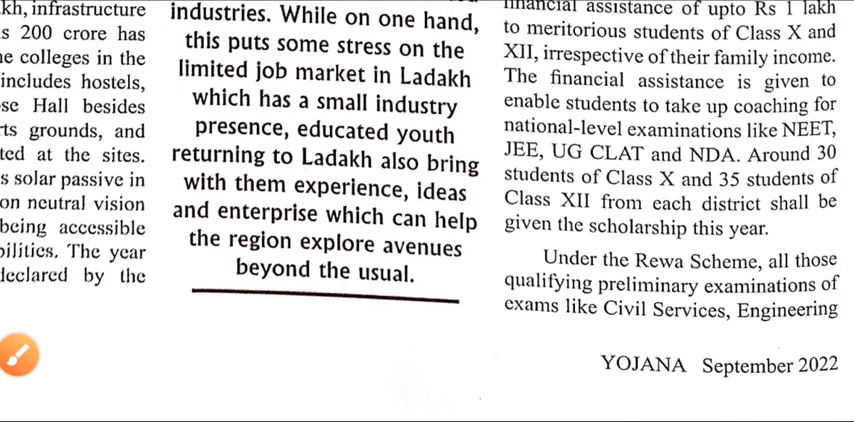 kh, infrastructure
s 200 crore has
e colleges in the
includes hostels,
se Hall besides
ts grounds, and
ted at the sites.
s solar passive in
on neutral vision
being accessible
bilities. The year
declared by the
industries. While on one hand,
this puts some stress on the
limited job market in Ladakh
which has a small industry
presence, educated youth
returning to Ladakh also bring
with them experience, ideas
and enterprise which can help
the region explore avenues
beyond the usual.
financial assistance of upto Rs 1 lakh
to meritorious students of Class X and
XII, irrespective of their family income.
The financial assistance is given to
enable students to take up coaching for
national-level examinations like NEET,
JEE, UG CLAT and NDA. Around 30
students of Class X and 35 students of
Class XII from each district shall be
given the scholarship this year.
Under the Rewa Scheme, all those
qualifying preliminary examinations of
exams like Civil Services, Engineering
YOJANA September 2022